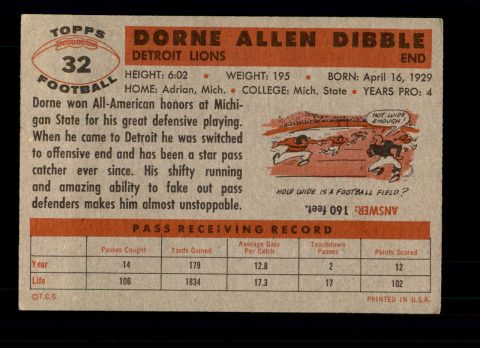 TOPPS
32
FOOTBALL
DORNE ALLEN DIBBLE
DETROIT LIONS END
HEIGHT: 6:02 • WEIGHT: 195 • BORN: April 16, 1929
HOME: Adrian, Mich. • COLLEGE: Mich. State • YEARS PRO: 4
Dorne won All-American honors at Michi-
gan State for his great defensive playing.
When he came to Detroit he was switched
to offensive end and has been a star pass
catcher ever since. His shifty running
and amazing ability to fake out pass
defenders makes him almost unstoppable.
NOT WIDE
ENOUGH!
HOW WIDE IS A FOOTBALL FIELD?
ANSWER: 160 feet.
PASS RECEIVING RECORD
Passes Caught Yards Gained Average Gain Per Catch Touchdown Passes Points Scored
Year 14 179 12.8 2 12
Life 106 1834 17.3 17 102
©T.C.G. PRINTED IN U.S.A.